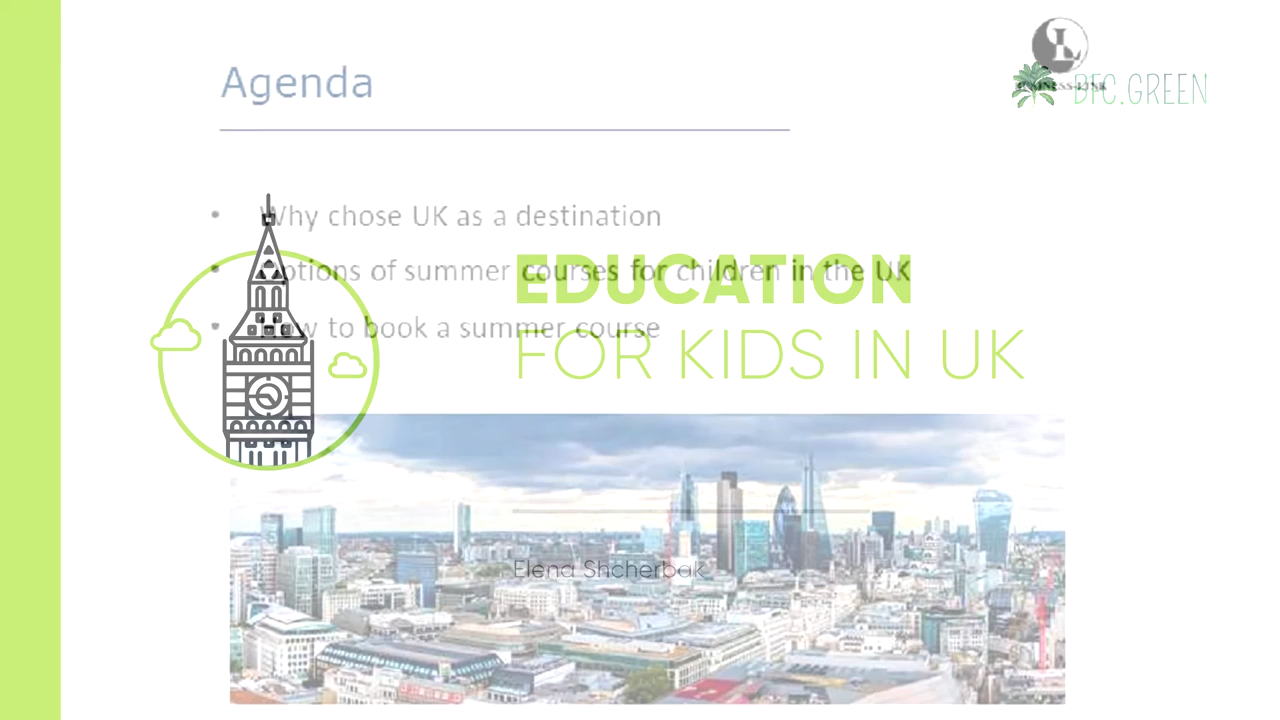 Agenda
BFC.GREEN
Why chose UK as a destination
Options of summer courses for children in the UK
How to book a summer course
EDUCATION
FOR KIDS IN UK
Elena Shcherbak